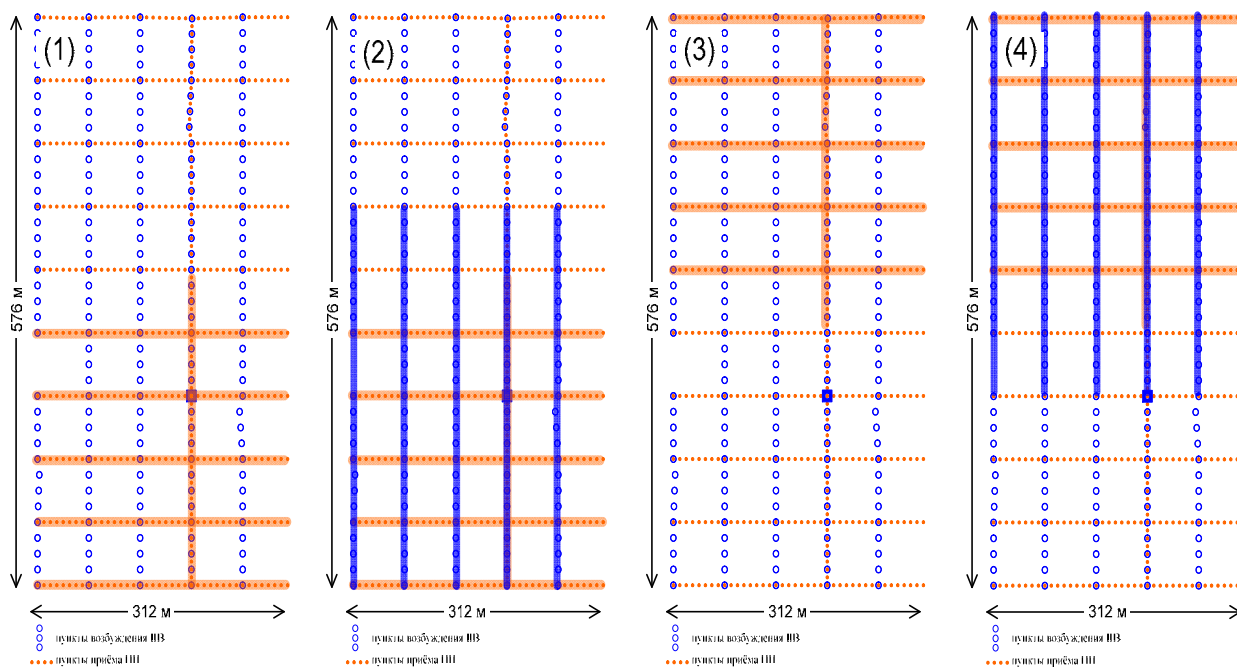 (1)
(2)
(3)
(4)
576 м
576 м
576 м
576 м
312 м
312 м
312 м
312 м
пункты возбуждения ПВ
пункты приёма ПП
пункты возбуждения ПВ
пункты приёма ПП
пункты возбуждения ПВ
пункты приёма ПП
пункты возбуждения ПВ
пункты приёма ПП